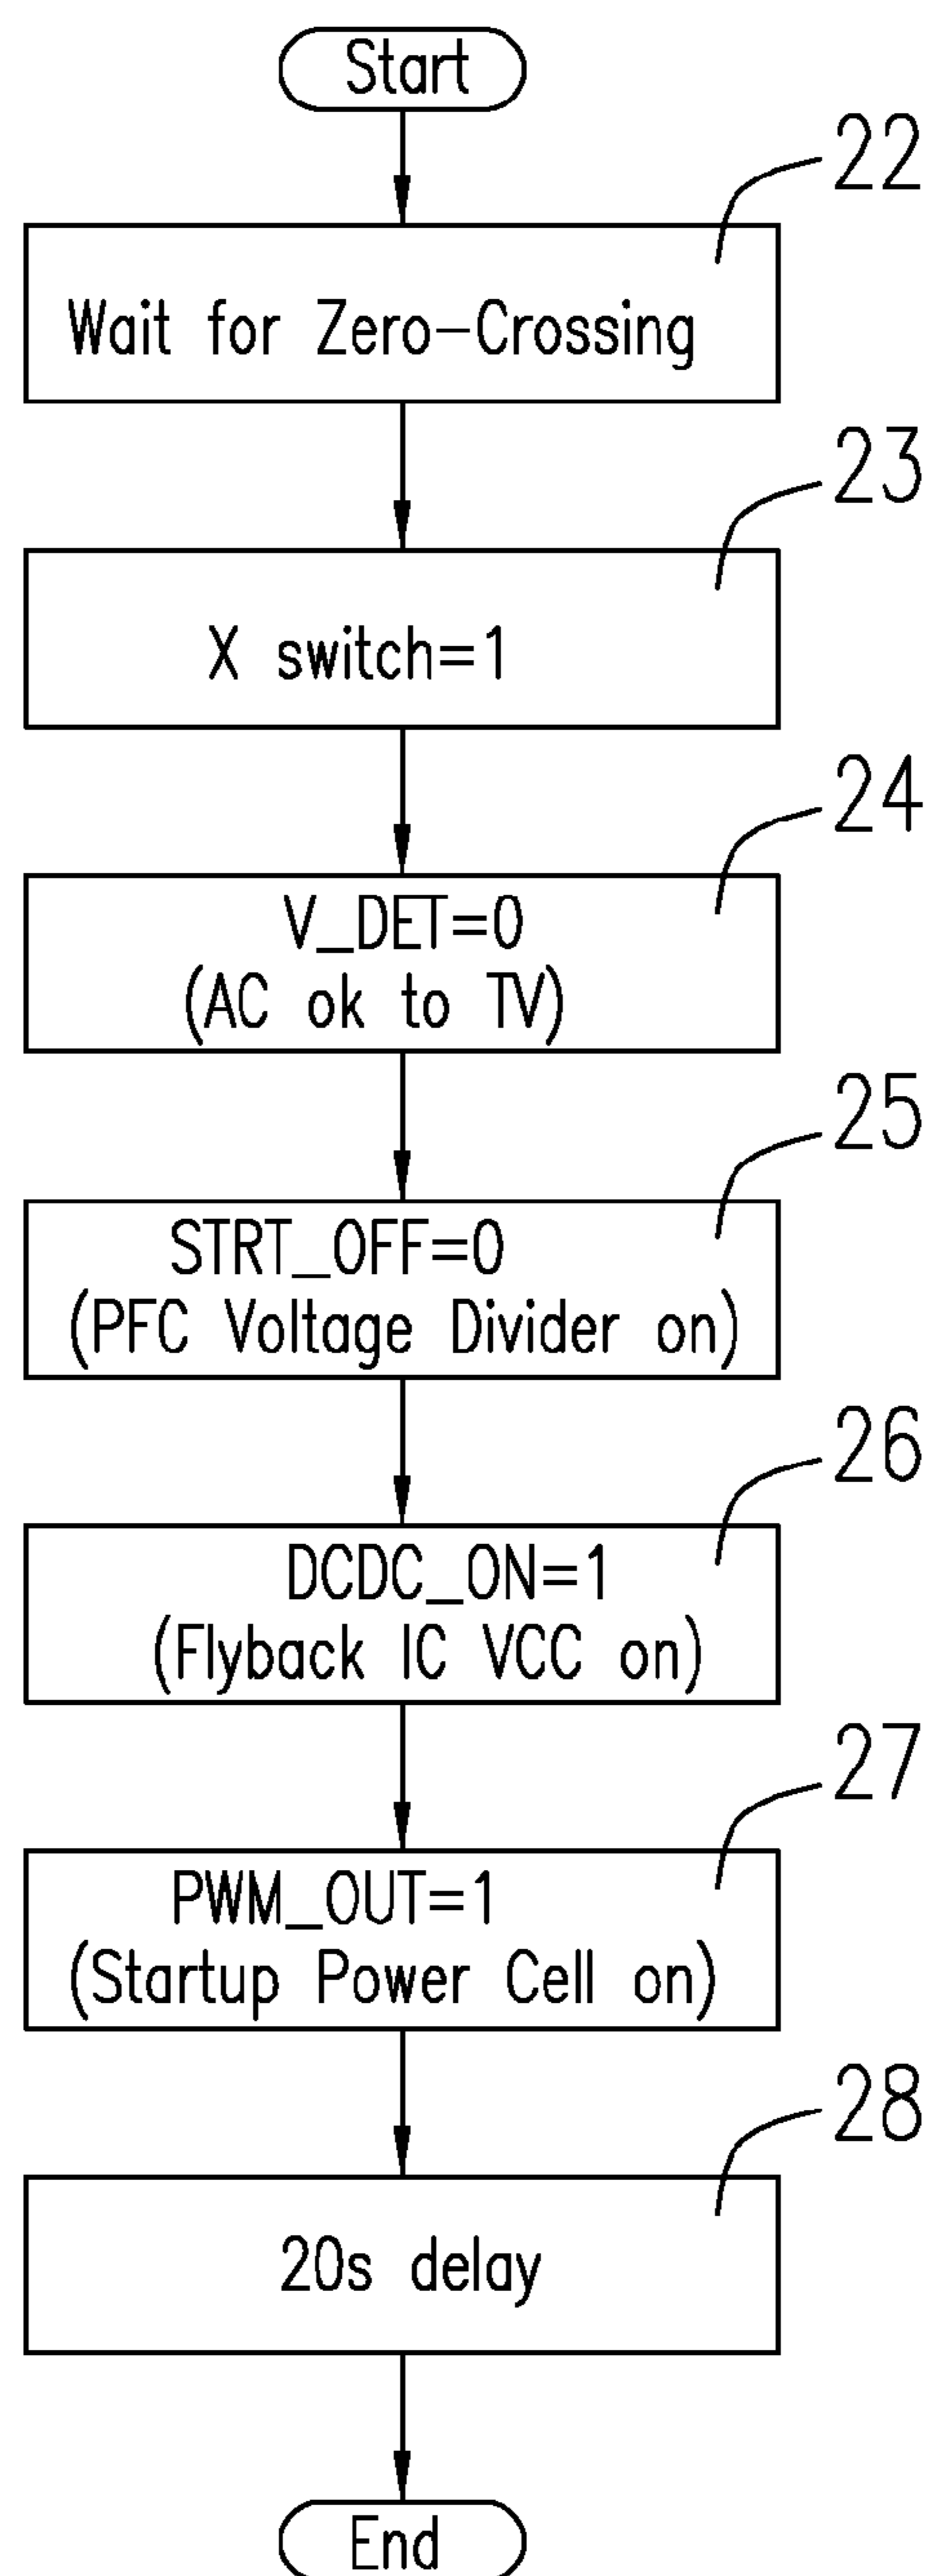 Start
22
Wait for Zero-Crossing
23
X switch=1
24
V_DET=0
(AC ok to TV)
25
STRT_OFF=0
(PFC Voltage Divider on)
26
DCDC_ON=1
(Flyback IC VCC on)
27
PWM_OUT=1
(Startup Power Cell on)
28
20s delay
End